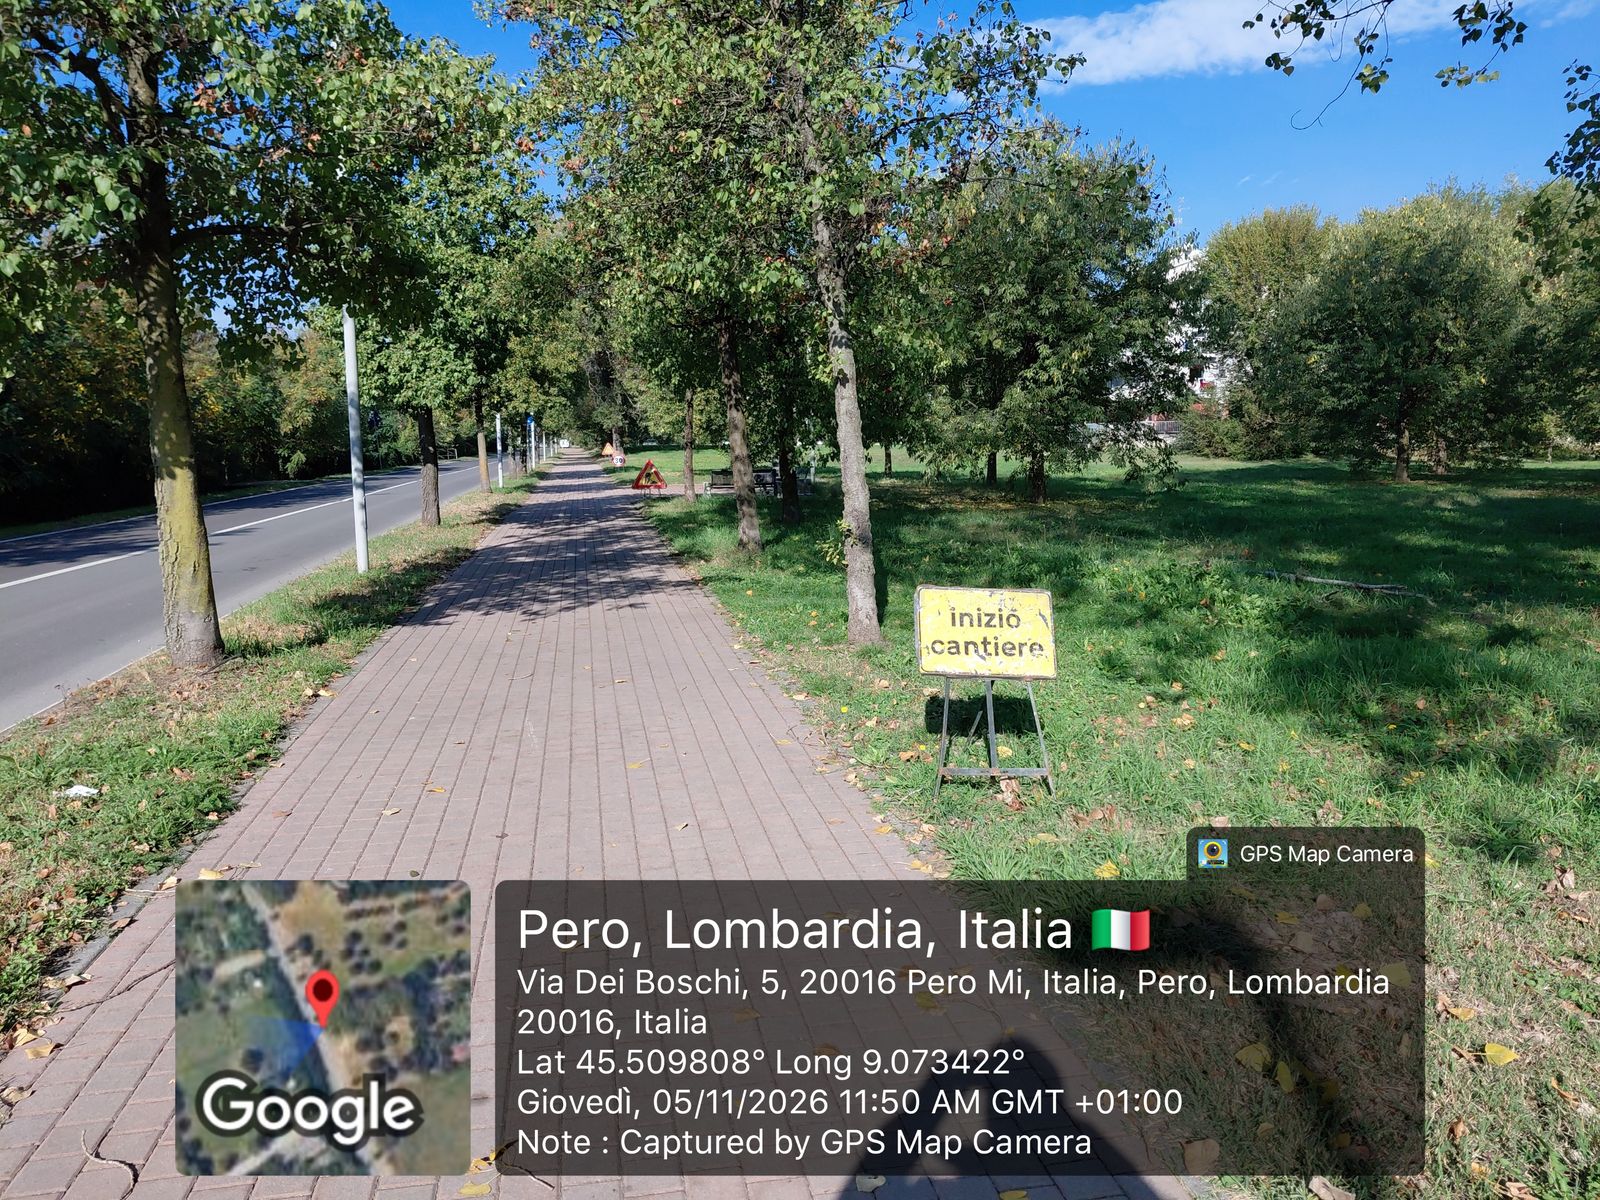 inizio
cantiere
GPS Map Camera
Pero, Lombardia, Italia
Via Dei Boschi, 5, 20016 Pero Mi, Italia, Pero, Lombardia
20016, Italia
Lat 45.509808° Long 9.073422°
Giovedì, 05/11/2026 11:50 AM GMT +01:00
Note : Captured by GPS Map Camera
Google